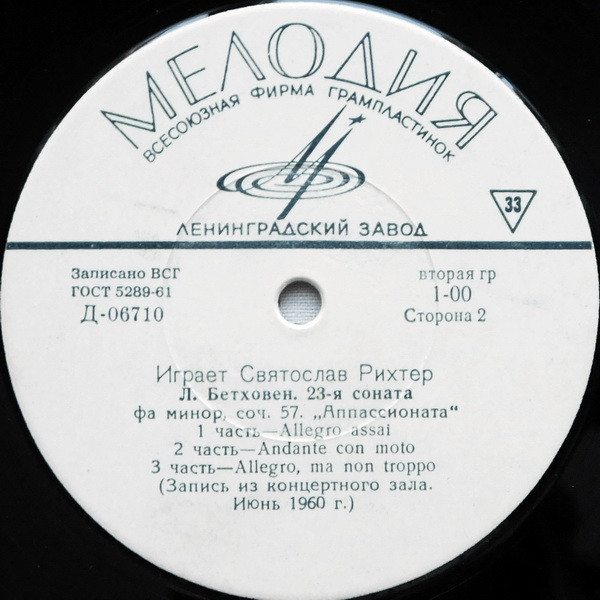 МЕЛОДИЯ
ВСЕСОЮЗНАЯ ФИРМА ГРАМПЛАСТИНОК
ЛЕНИНГРАДСКИЙ ЗАВОД
33
Записано ВСГ
ГОСТ 5289-61
Д-06710
вторая гр
1-00
Сторона 2
Играет Святослав Рихтер
Л. Бетховен. 23-я соната
фа минор, соч. 57. „Аппассионата“
1 часть—Allegro assai
2 часть—Andante con moto
3 часть—Allegro, ma non troppo
(Запись из концертного зала.
Июнь 1960 г.)